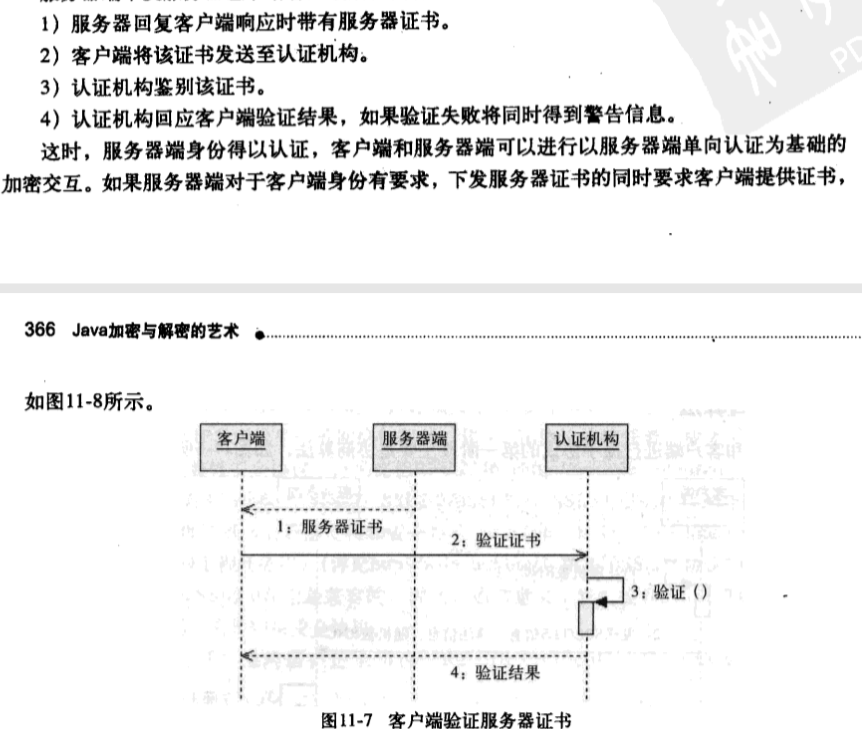 1）服务器回复客户端响应时带有服务器证书。
2）客户端将该证书发送至认证机构。
3）认证机构鉴别该证书。
4）认证机构回应客户端验证结果，如果验证失败将同时得到警告信息。
这时，服务器端身份得以认证，客户端和服务器端可以进行以服务器端单向认证为基础的
加密交互。如果服务器端对于客户端身份有要求，下发服务器证书的同时要求客户端提供证书，
366 Java加密与解密的艺术
如图11-8所示。
客户端 服务器端 认证机构
1：服务器证书
2：验证证书
3：验证（）
4：验证结果
图11-7 客户端验证服务器证书